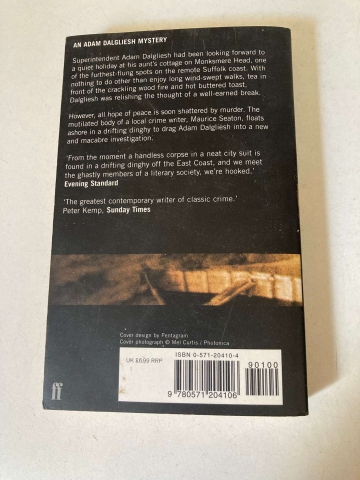 AN ADAM DALGLIESH MYSTERY
Superintendent Adam Dalgliesh had been looking forward to
a quiet holiday at his aunt's cottage on Monksmere Head, one
of the furthest-flung spots on the remote Suffolk coast. With
nothing to do other than enjoy long wind-swept walks, tea in
front of the crackling wood fire and hot buttered toast,
Dalgliesh was relishing the thought of a well-earned break.
However, all hope of peace is soon shattered by murder. The
mutilated body of a local crime writer, Maurice Seaton, floats
ashore in a drifting dinghy to drag Adam Dalgliesh into a new
and macabre investigation.
'From the moment a handless corpse in a neat city suit is
found in a drifting dinghy off the East Coast, and we meet
the ghastly members of a literary society, we're hooked.'
Evening Standard
'The greatest contemporary writer of classic crime.'
Peter Kemp, Sunday Times
Cover design by Pentagram
Cover photograph © Mel Curtis / Photonica
UK £6.99 RRP
ISBN 0-571-20410-4
90100
9 780571 204106
ff